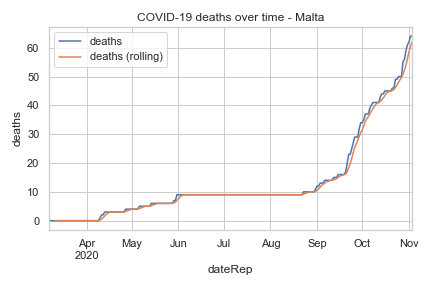 COVID-19 deaths over time - Malta
deaths
deaths (rolling)
deaths
60
50
40
30
20
10
0
Apr May Jun Jul Aug Sep Oct Nov
2020
dateRep